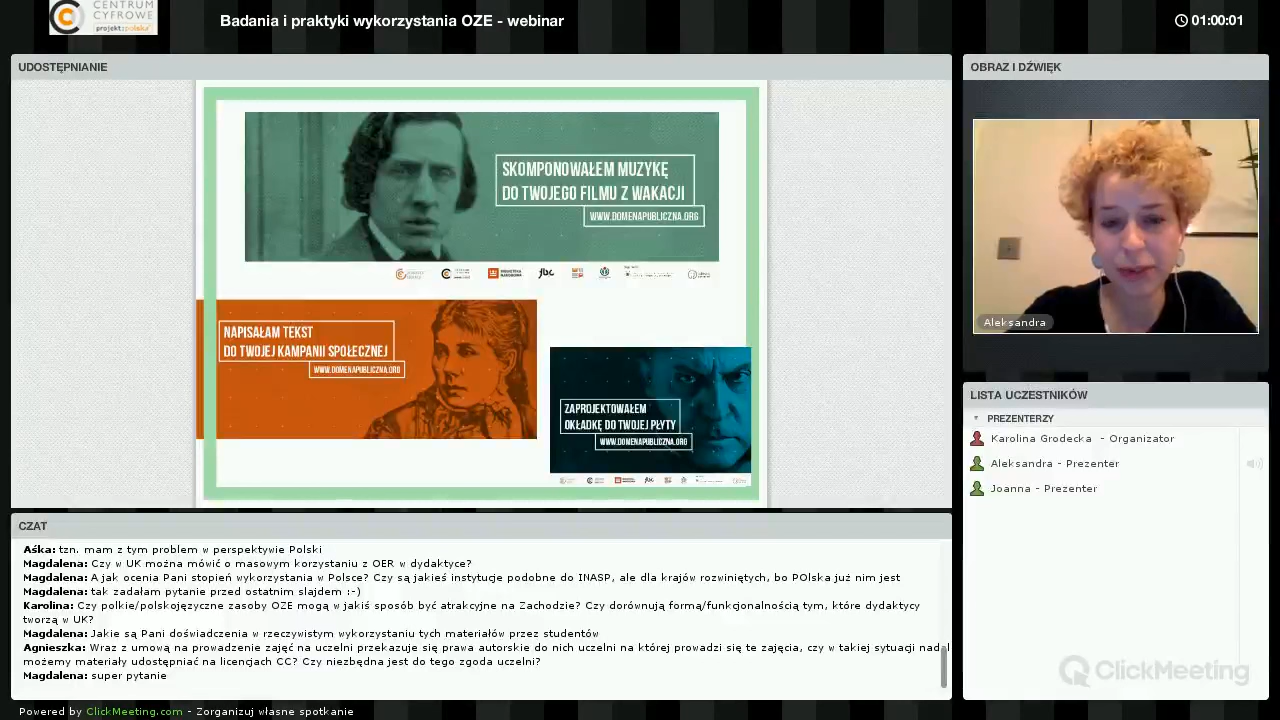 CENTRUM
CYFROWE
projekt: polska
Badania i praktyki wykorzystania OZE - webinar
01:00:01
UDOSTĘPNIANIE
OBRAZ I DŹWIĘK
SKOMPONOWAŁEM MUZYKĘ
DO TWOJEGO FILMU Z WAKACJI
WWW.DOMENAPUBLICZNA.ORG
fbc
NAPISAŁAM TEKST
DO TWOJEJ KAMPANII SPOŁECZNEJ
WWW.DOMENAPUBLICZNA.ORG
ZAPROJEKTOWAŁEM
OKŁADKĘ DO TWOJEJ PŁYTY
WWW.DOMENAPUBLICZNA.ORG
Aleksandra
LISTA UCZESTNIKÓW
PREZENTERZY
Karolina Grodecka - Organizator
Aleksandra - Prezenter
Joanna - Prezenter
CZAT
Aśka: tzn. mam z tym problem w perspektywie Polski
Magdalena: Czy w UK można mówić o masowym korzystaniu z OER w dydaktyce?
Magdalena: A jak ocenia Pani stopień wykorzystania w Polsce? Czy są jakieś instytucje podobne do INASP, ale dla krajów rozwiniętych, bo POlska już nim jest
Magdalena: tak zadałam pytanie przed ostatnim slajdem :-)
Karolina: Czy polkie/polskojęzyczne zasoby OZE mogą w jakiś sposób być atrakcyjne na Zachodzie? Czy dorównują formą/funkcjonalnością tym, które dydaktycy
tworzą w UK?
Magdalena: Jakie są Pani doświadczenia w rzeczywistym wykorzystaniu tych materiałów przez studentów
Agnieszka: Wraz z umową na prowadzenie zajęć na uczelni przekazuje się prawa autorskie do nich uczelni na której prowadzi się te zajęcia, czy w takiej sytuacji nadal
możemy materiały udostępniać na licencjach CC? Czy niezbędna jest do tego zgoda uczelni?
Magdalena: super pytanie
ClickMeeting
Powered by ClickMeeting.com - Zorganizuj własne spotkanie